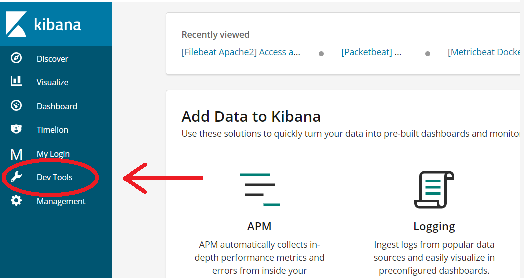 kibana
Discover
Visualize
Dashboard
Timelion
M My Login
Dev Tools
Management
Recently viewed
[Filebeat Apache2] Access a... [Packetbeat] ... [Metricbeat Docke
Add Data to Kibana
Use these solutions to quickly turn your data into pre-built dashboards and monito
APM
APM automatically collects in-
depth performance metrics and
errors from inside your
Logging
Ingest logs from popular data
sources and easily visualize in
preconfigured dashboards.